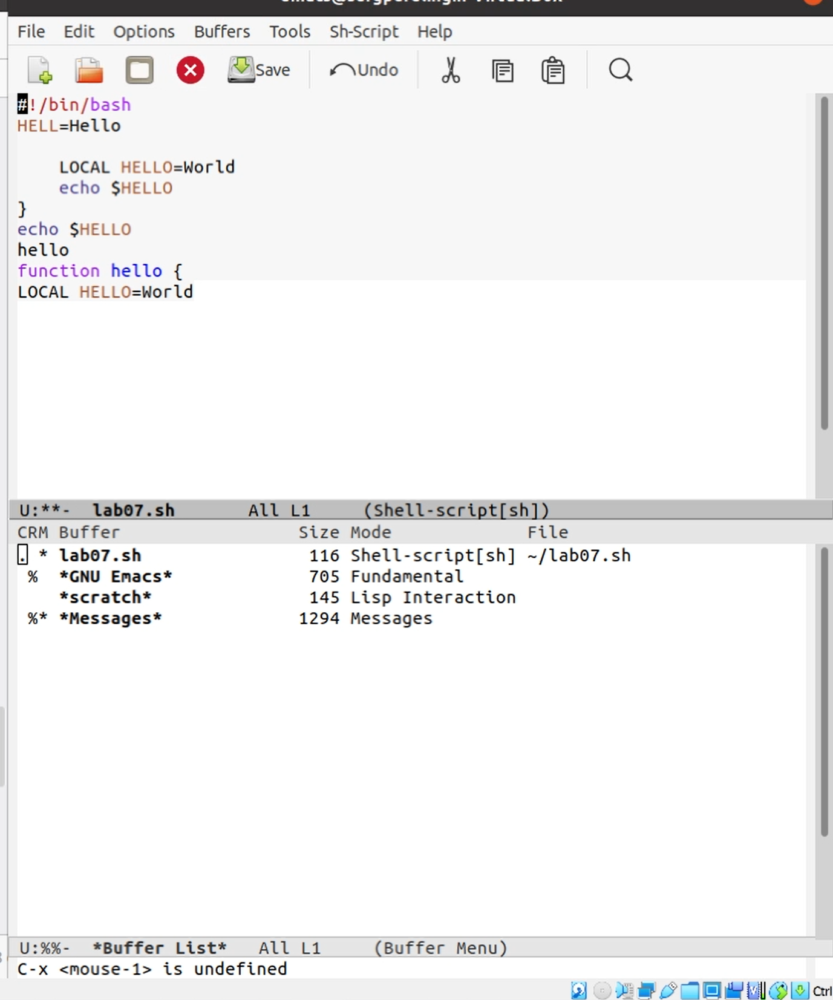 File Edit Options Buffers Tools Sh-Script Help
Save Undo
#!/bin/bash
HELL=Hello
LOCAL HELLO=World
echo $HELLO
}
echo $HELLO
hello
function hello {
LOCAL HELLO=World
U:**- lab07.sh All L1 (Shell-script[sh])
CRM Buffer Size Mode File
. * lab07.sh 116 Shell-script[sh] ~/lab07.sh
% *GNU Emacs* 705 Fundamental
*scratch* 145 Lisp Interaction
%* *Messages* 1294 Messages
U:%%- *Buffer List* All L1 (Buffer Menu)
C-x <mouse-1> is undefined
Ctrl